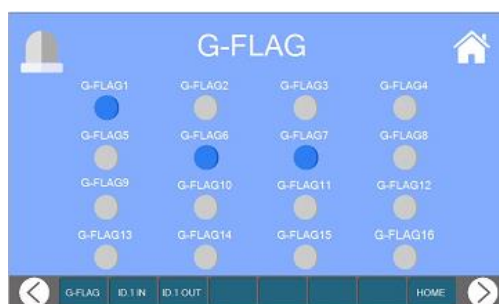 G-FLAG
G-FLAG1 G-FLAG2 G-FLAG3 G-FLAG4
G-FLAG5 G-FLAG6 G-FLAG7 G-FLAG8
G-FLAG9 G-FLAG10 G-FLAG11 G-FLAG12
G-FLAG13 G-FLAG14 G-FLAG15 G-FLAG16
G-FLAG ID.1 IN ID.1 OUT HOME